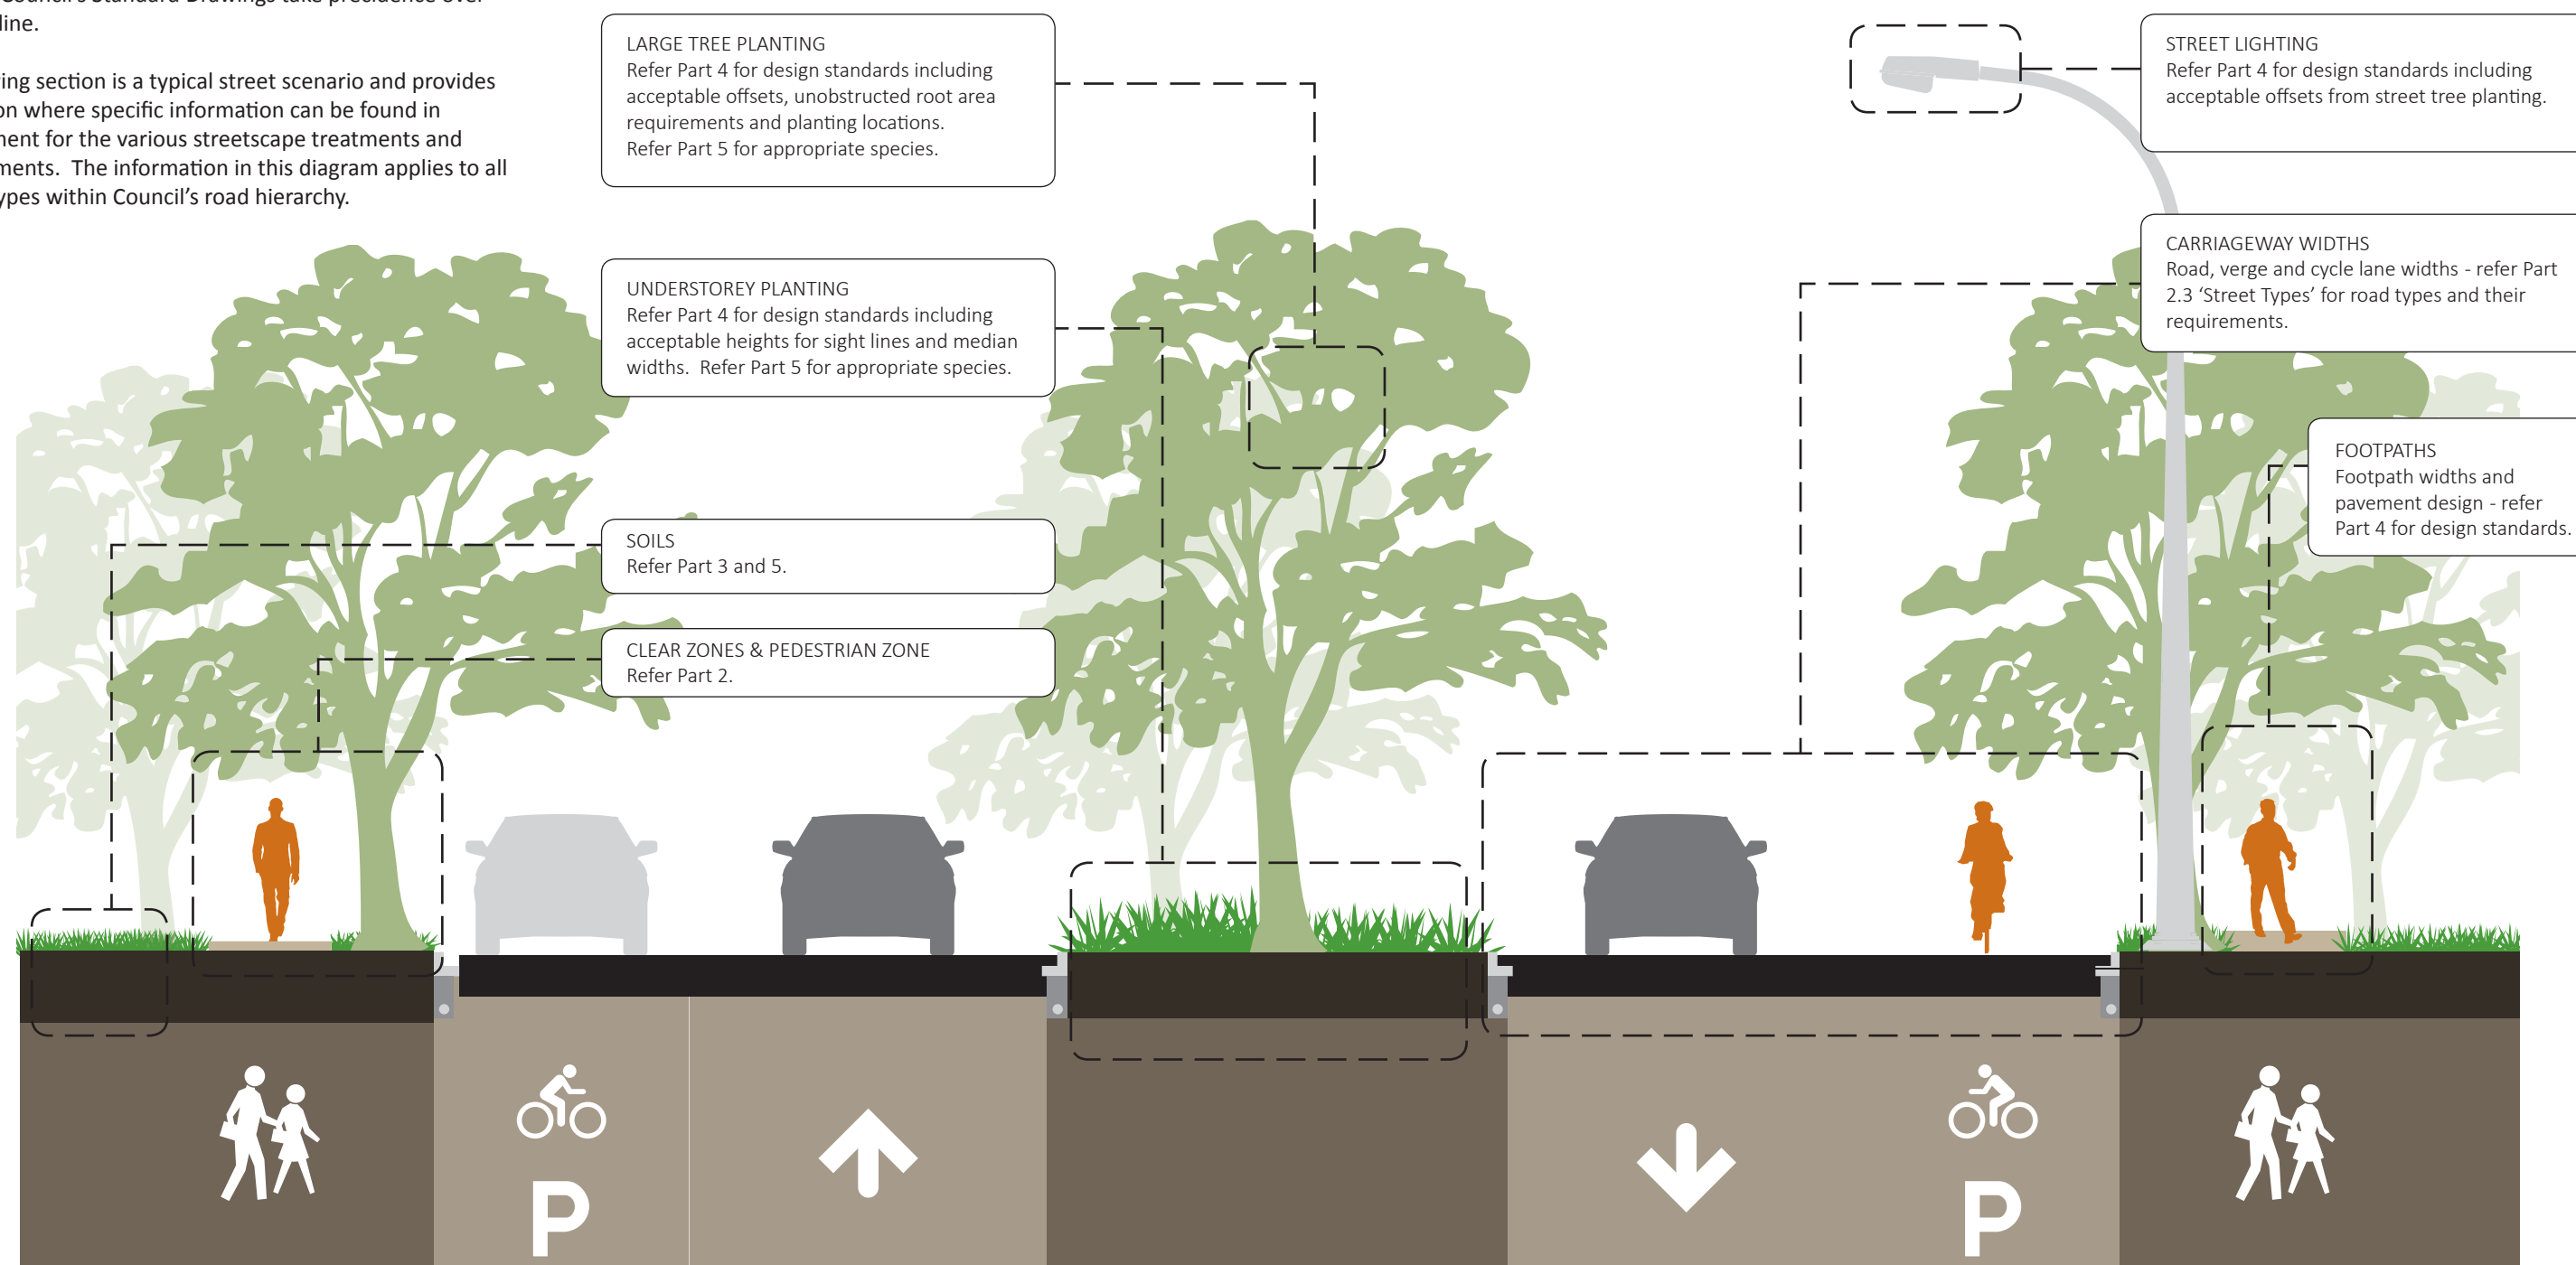 Council's Standard Drawings take precidence over
line.
ing section is a typical street scenario and provides
on where specific information can be found in
ment for the various streetscape treatments and
ments. The information in this diagram applies to all
ypes within Council's road hierarchy.
LARGE TREE PLANTING
Refer Part 4 for design standards including
acceptable offsets, unobstructed root area
requirements and planting locations.
Refer Part 5 for appropriate species.
UNDERSTOREY PLANTING
Refer Part 4 for design standards including
acceptable heights for sight lines and median
widths. Refer Part 5 for appropriate species.
SOILS
Refer Part 3 and 5.
CLEAR ZONES & PEDESTRIAN ZONE
Refer Part 2.
STREET LIGHTING
Refer Part 4 for design standards including
acceptable offsets from street tree planting.
CARRIAGEWAY WIDTHS
Road, verge and cycle lane widths - refer Part
2.3 ‘Street Types’ for road types and their
requirements.
FOOTPATHS
Footpath widths and
pavement design - refer
Part 4 for design standards.
P
P